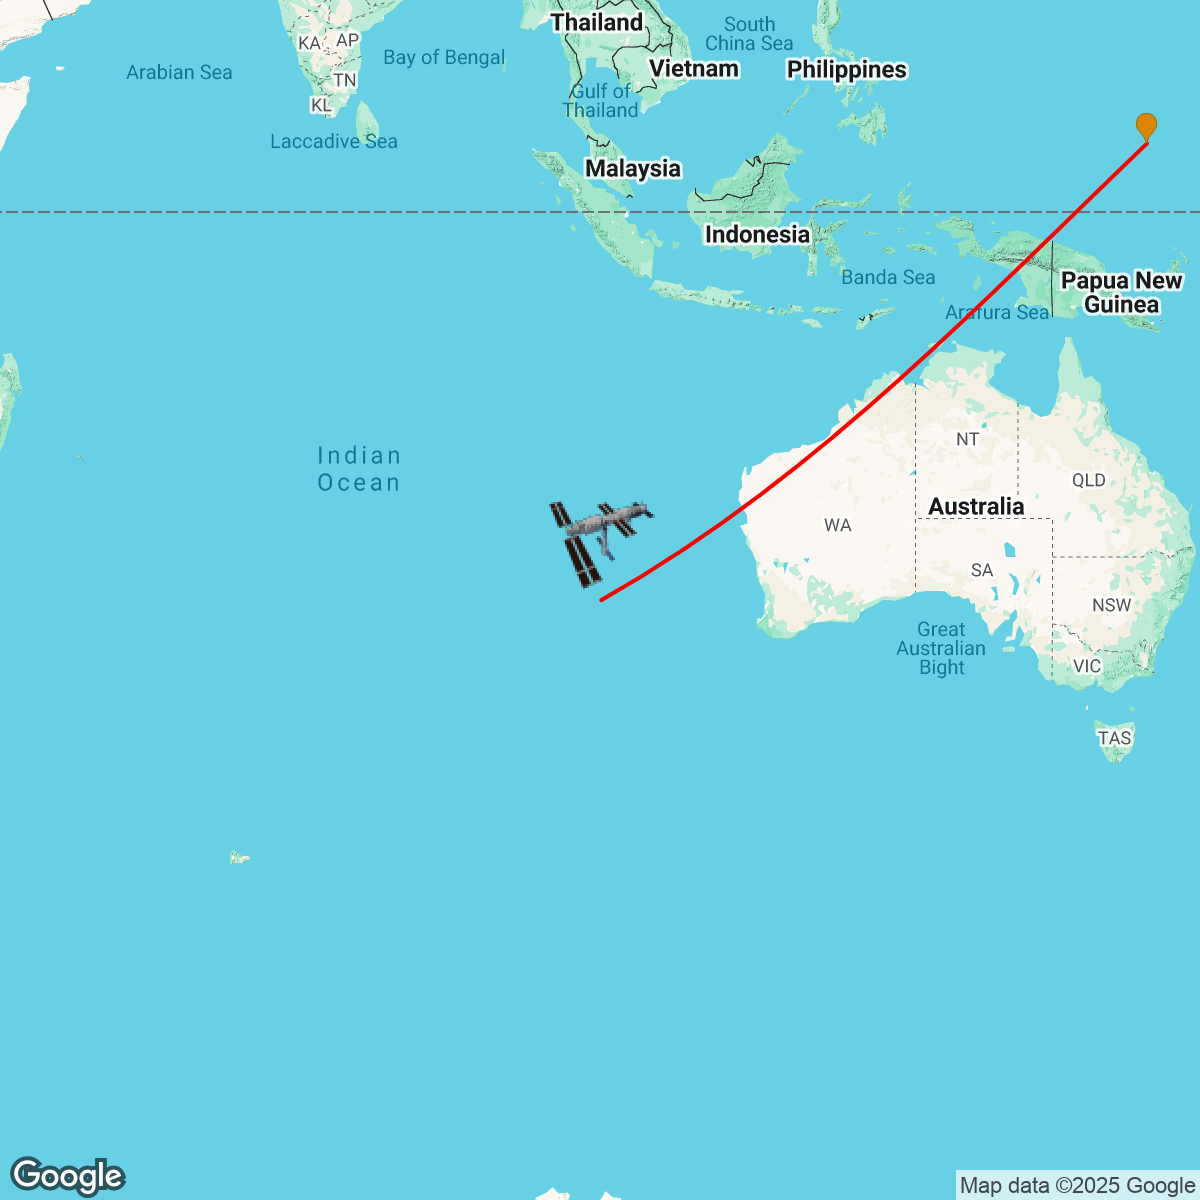 Thailand
South
China Sea
KA
AP
Bay of Bengal
Arabian Sea
Vietnam
Philippines
TN
Gulf of
Thailand
KL
Laccadive Sea
Malaysia
Indonesia
Banda Sea
Papua New
Guinea
Arafura Sea
Indian
Ocean
NT
QLD
Australia
WA
SA
NSW
Great
Australian
Bight
VIC
TAS
Google
Map data ©2025 Google